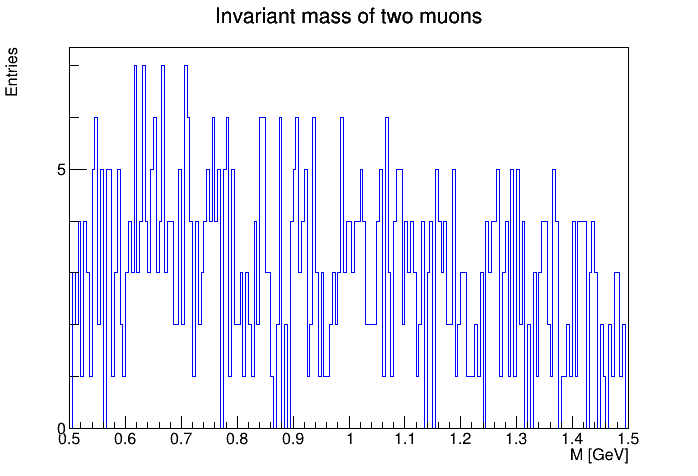 Invariant mass of two muons
Entries
5
0
0.5 0.6 0.7 0.8 0.9 1 1.1 1.2 1.3 1.4 1.5
M [GeV]